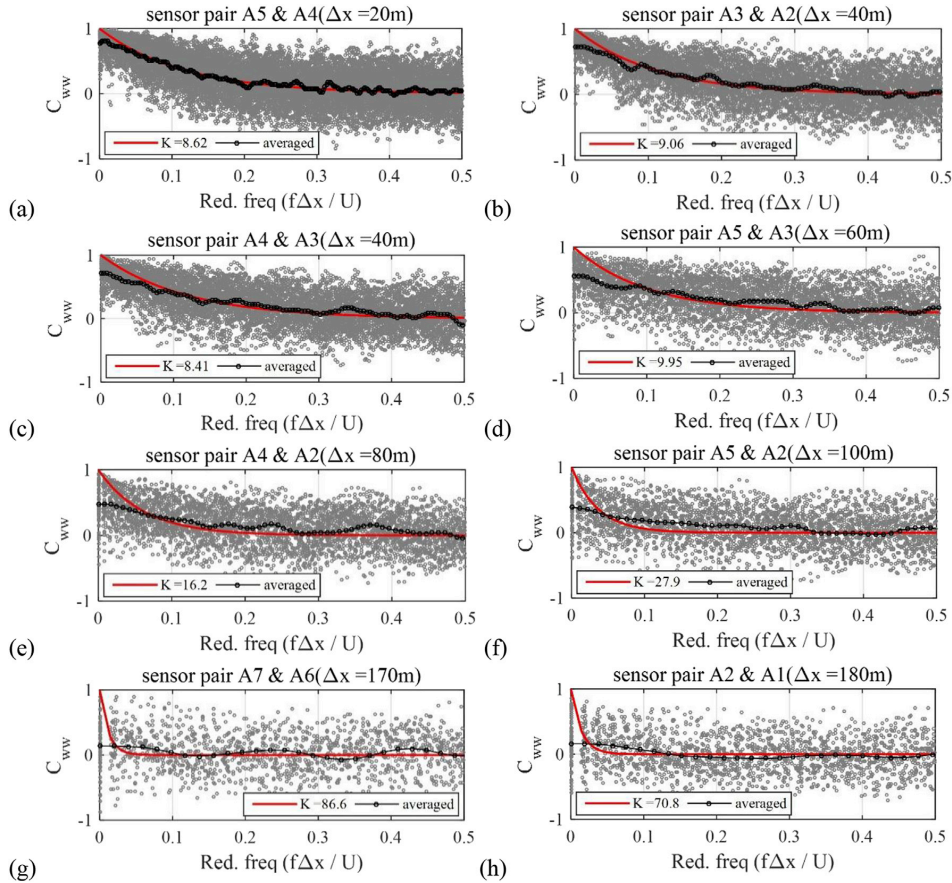 sensor pair A5 & A4(Δx =20m)
1
0
-1
C_ww
K =8.62 averaged
0 0.1 0.2 0.3 0.4 0.5
(a) Red. freq (fΔx / U)
sensor pair A3 & A2(Δx =40m)
1
0
-1
C_ww
K =9.06 averaged
0 0.1 0.2 0.3 0.4 0.5
(b) Red. freq (fΔx / U)
sensor pair A4 & A3(Δx =40m)
1
0
-1
C_ww
K =8.41 averaged
0 0.1 0.2 0.3 0.4 0.5
(c) Red. freq (fΔx / U)
sensor pair A5 & A3(Δx =60m)
1
0
-1
C_ww
K =9.95 averaged
0 0.1 0.2 0.3 0.4 0.5
(d) Red. freq (fΔx / U)
sensor pair A4 & A2(Δx =80m)
1
0
-1
C_ww
K =16.2 averaged
0 0.1 0.2 0.3 0.4 0.5
(e) Red. freq (fΔx / U)
sensor pair A5 & A2(Δx =100m)
1
0
-1
C_ww
K =27.9 averaged
0 0.1 0.2 0.3 0.4 0.5
(f) Red. freq (fΔx / U)
sensor pair A7 & A6(Δx =170m)
1
0
-1
C_ww
K =86.6 averaged
0 0.1 0.2 0.3 0.4 0.5
(g) Red. freq (fΔx / U)
sensor pair A2 & A1(Δx =180m)
1
0
-1
C_ww
K =70.8 averaged
0 0.1 0.2 0.3 0.4 0.5
(h) Red. freq (fΔx / U)